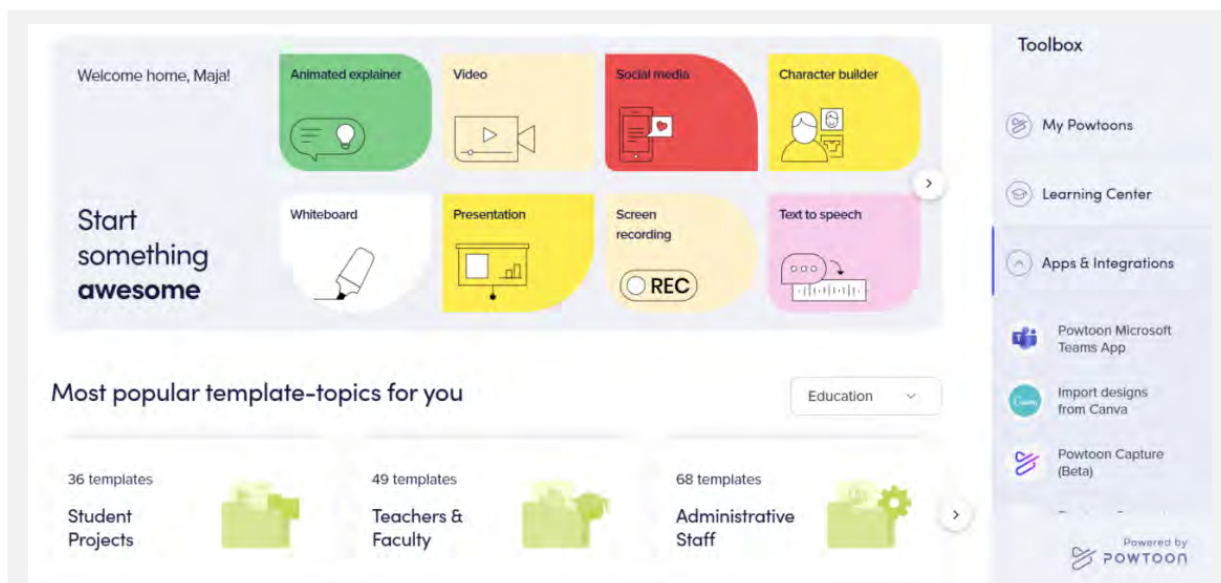 Welcome home, Maja!
Start
something
awesome
Animated explainer
Video
Social media
Character builder
Whiteboard
Presentation
Screen
recording
REC
Text to speech
Most popular template-topics for you
Education
36 templates
Student
Projects
49 templates
Teachers &
Faculty
68 templates
Administrative
Staff
Toolbox
My Powtoons
Learning Center
Apps & Integrations
Powtoon Microsoft
Teams App
Import designs
from Canva
Powtoon Capture
(Beta)
Powered by
POWTOON